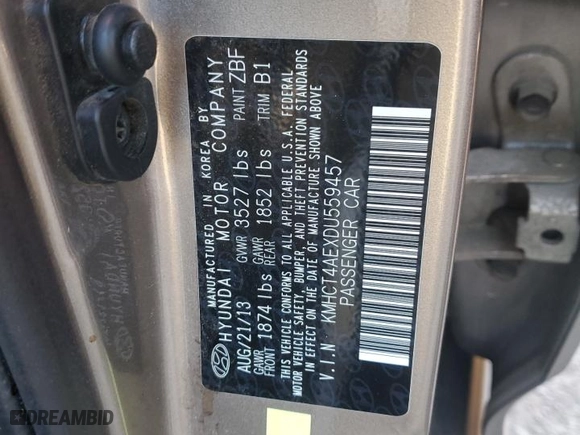 MANUFACTURED IN KOREA BY
HYUNDAI MOTOR COMPANY
AUG/21/13 GVWR 3527 lbs PAINT ZBF
GAWR FRONT 1874 lbs GAWR REAR 1852 lbs TRIM B1
THIS VEHICLE CONFORMS TO ALL APPLICABLE U.S.A. FEDERAL
MOTOR VEHICLE SAFETY, BUMPER, AND THEFT PREVENTION STANDARDS
IN EFFECT ON THE DATE OF MANUFACTURE SHOWN ABOVE
V.I.N KMHCT4AEXDU559457
PASSENGER CAR
DREAMBID